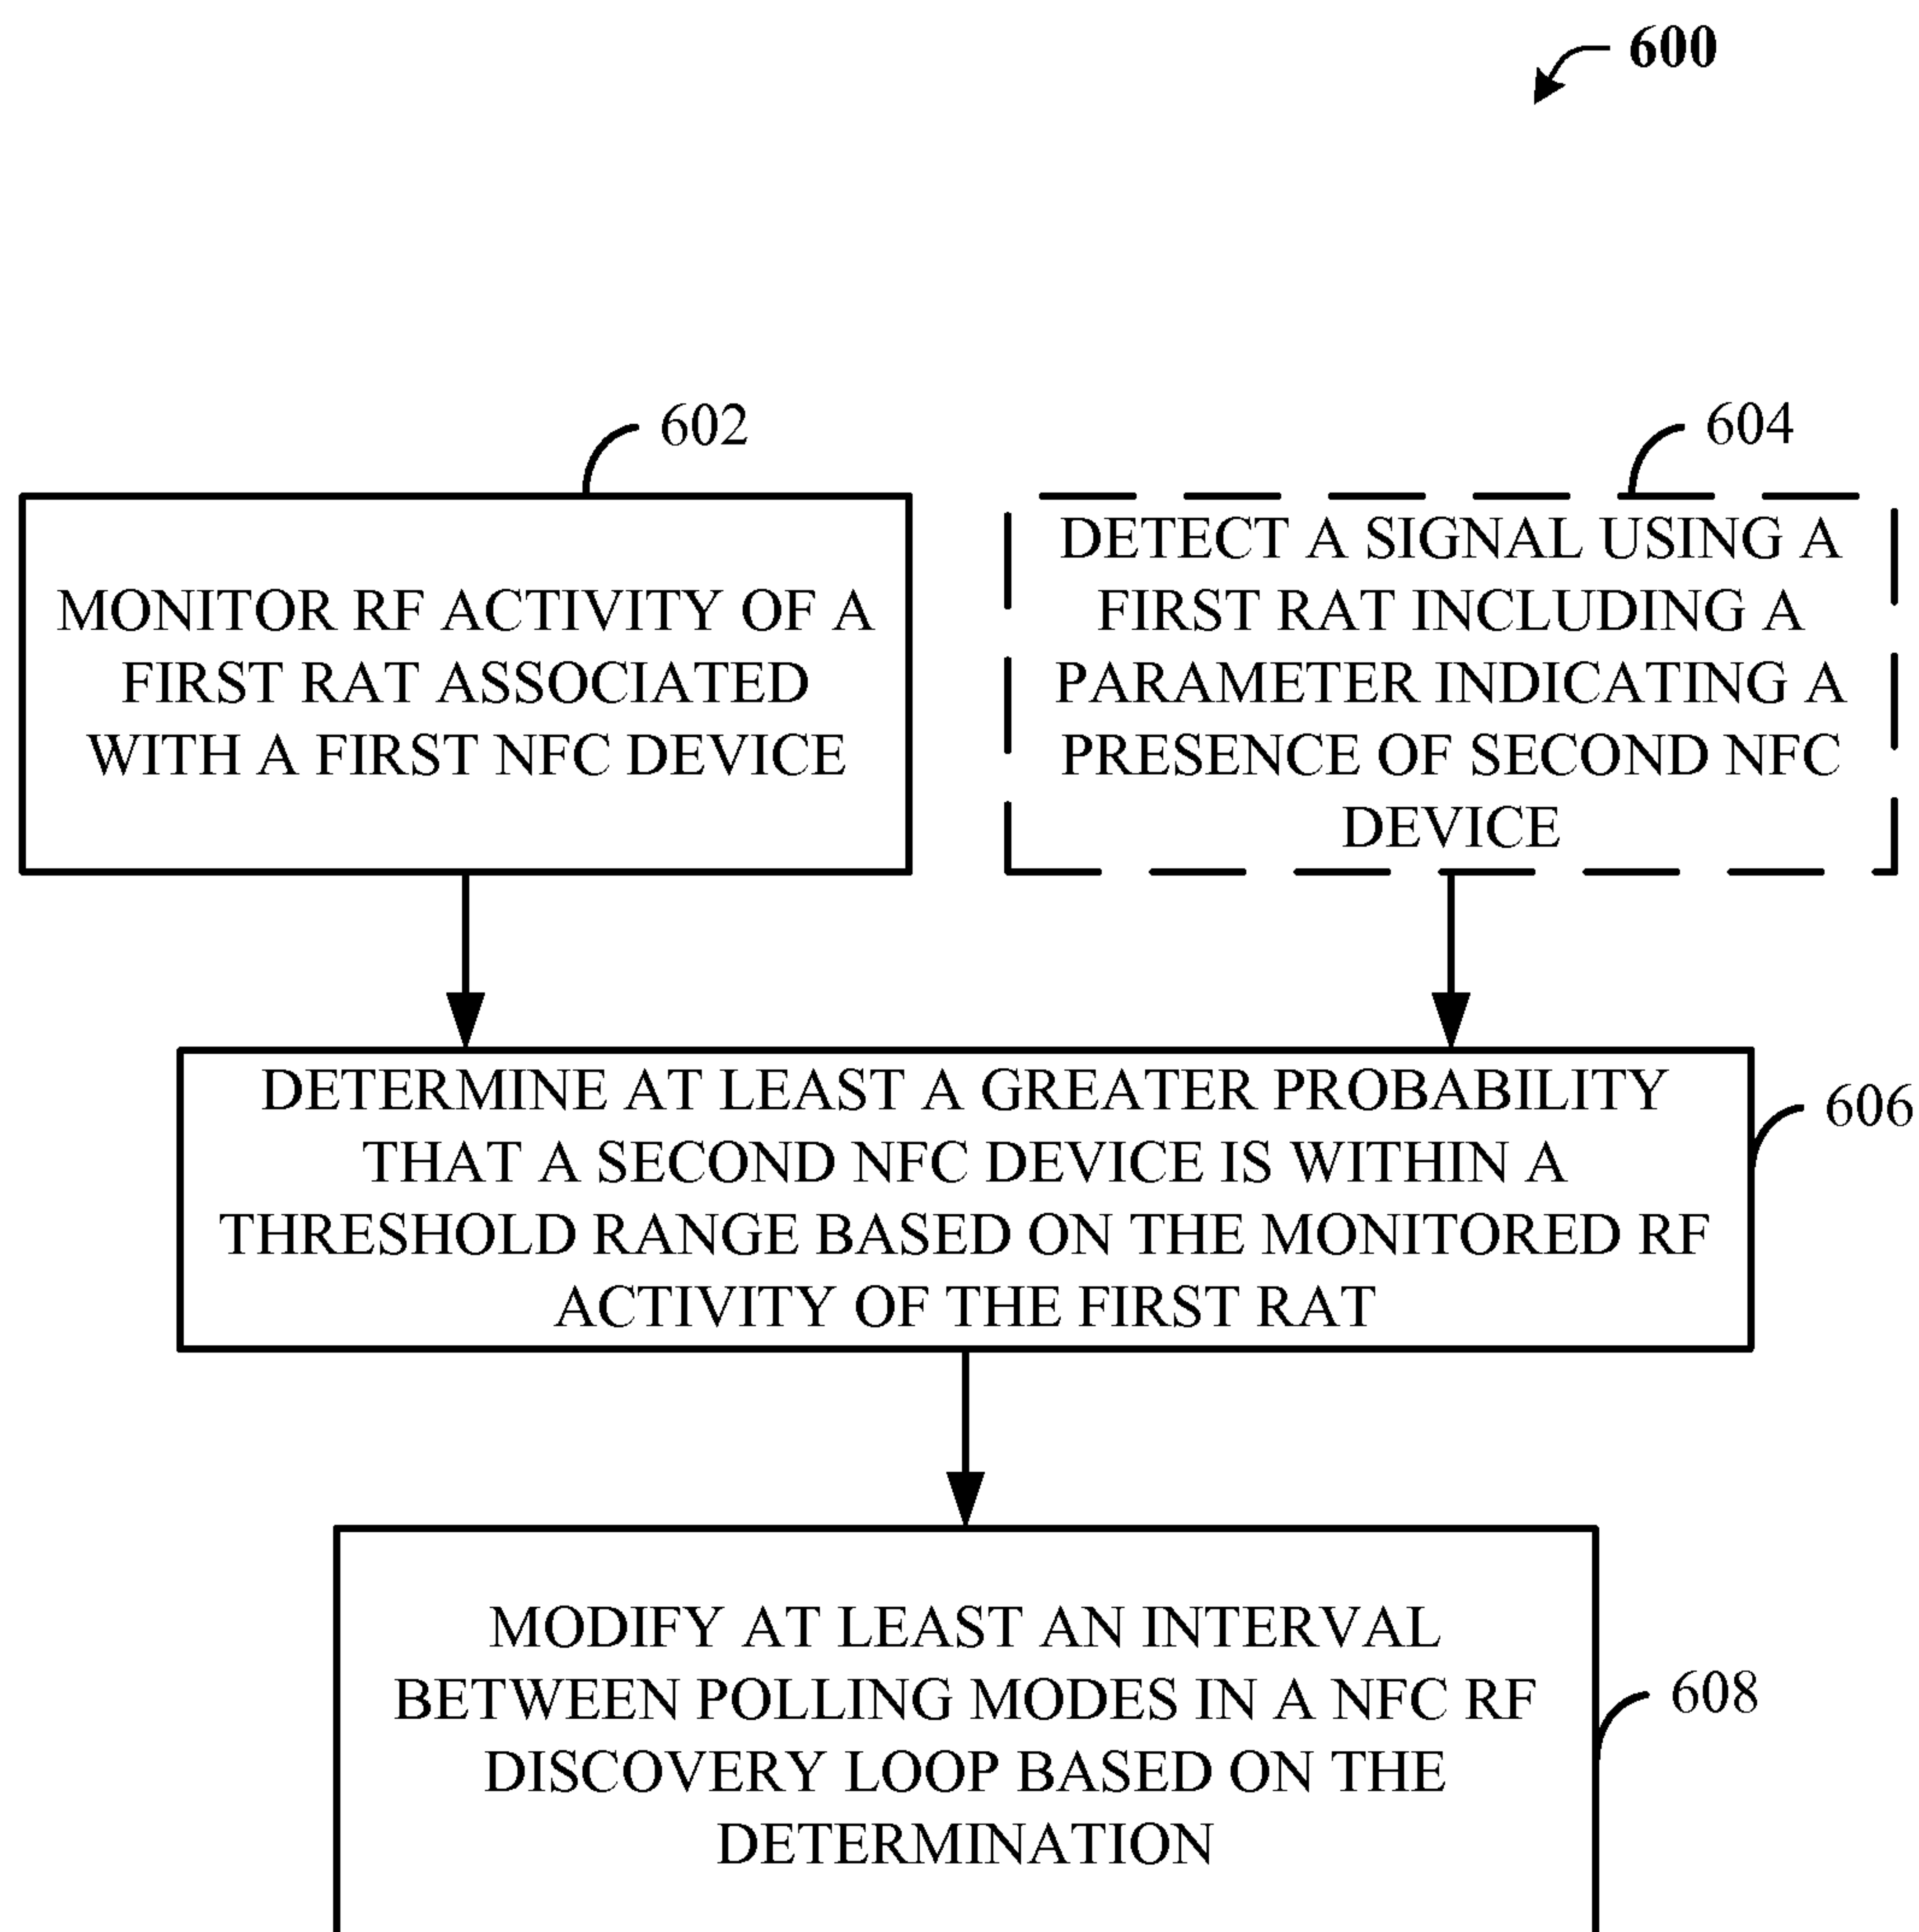 600
602
MONITOR RF ACTIVITY OF A
FIRST RAT ASSOCIATED
WITH A FIRST NFC DEVICE
604
DETECT A SIGNAL USING A
FIRST RAT INCLUDING A
PARAMETER INDICATING A
PRESENCE OF SECOND NFC
DEVICE
DETERMINE AT LEAST A GREATER PROBABILITY
THAT A SECOND NFC DEVICE IS WITHIN A
THRESHOLD RANGE BASED ON THE MONITORED RF
ACTIVITY OF THE FIRST RAT
606
MODIFY AT LEAST AN INTERVAL
BETWEEN POLLING MODES IN A NFC RF
DISCOVERY LOOP BASED ON THE
DETERMINATION
608